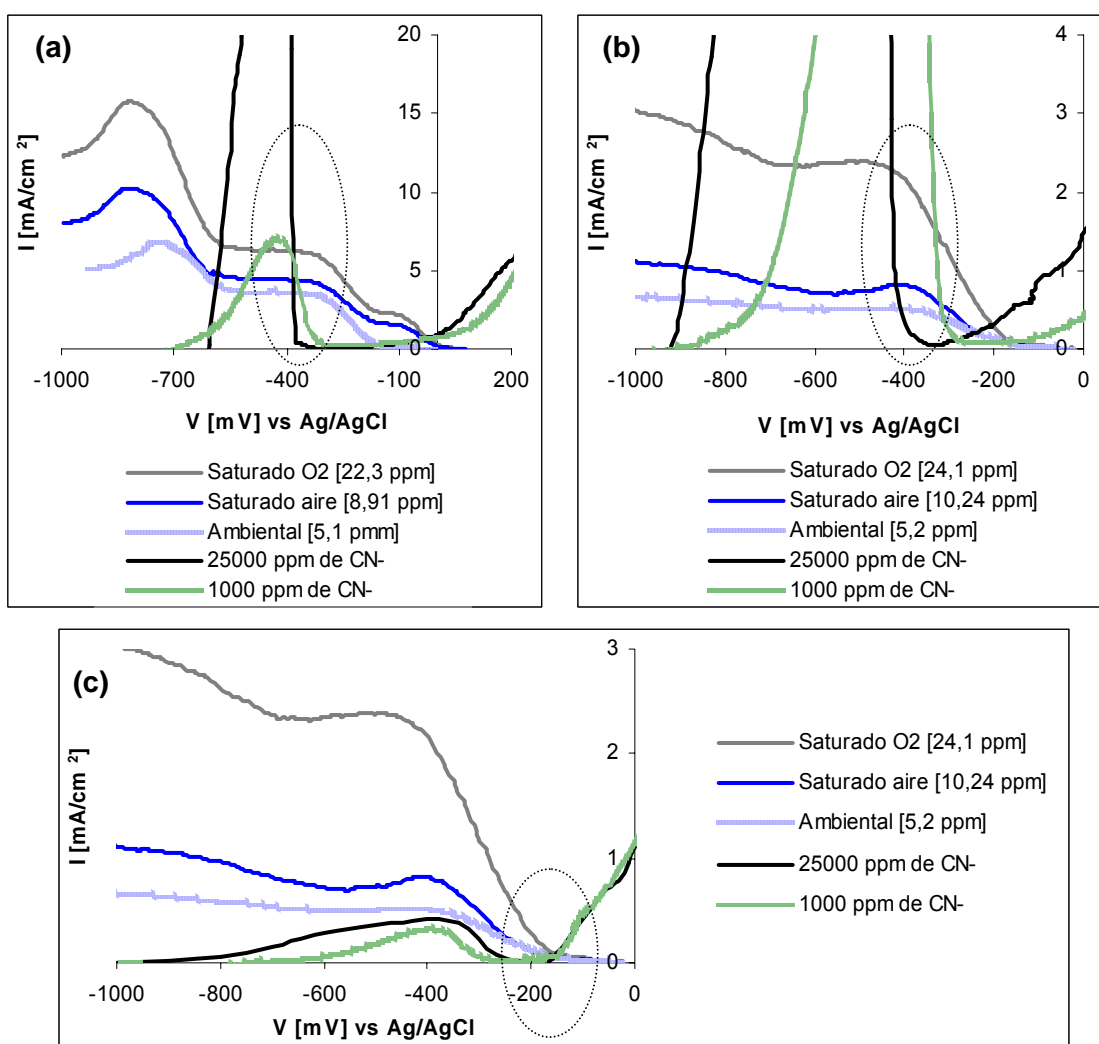 (a)
20
15
10
5
0
I [mA/cm 2]
-1000 -700 -400 -100 200
V [mV] vs Ag/AgCl
Saturado O2 [22,3 ppm]
Saturado aire [8,91 ppm]
Ambiental [5,1 pmm]
25000 ppm de CN-
1000 ppm de CN-
(b)
4
3
2
1
0
I [mA/cm 2]
-1000 -800 -600 -400 -200 0
V [mV] vs Ag/AgCl
Saturado O2 [24,1 ppm]
Saturado aire [10,24 ppm]
Ambiental [5,2 ppm]
25000 ppm de CN-
1000 ppm de CN-
(c)
3
2
1
0
I [mA/cm 2]
-1000 -800 -600 -400 -200 0
V [mV] vs Ag/AgCl
Saturado O2 [24,1 ppm]
Saturado aire [10,24 ppm]
Ambiental [5,2 ppm]
25000 ppm de CN-
1000 ppm de CN-